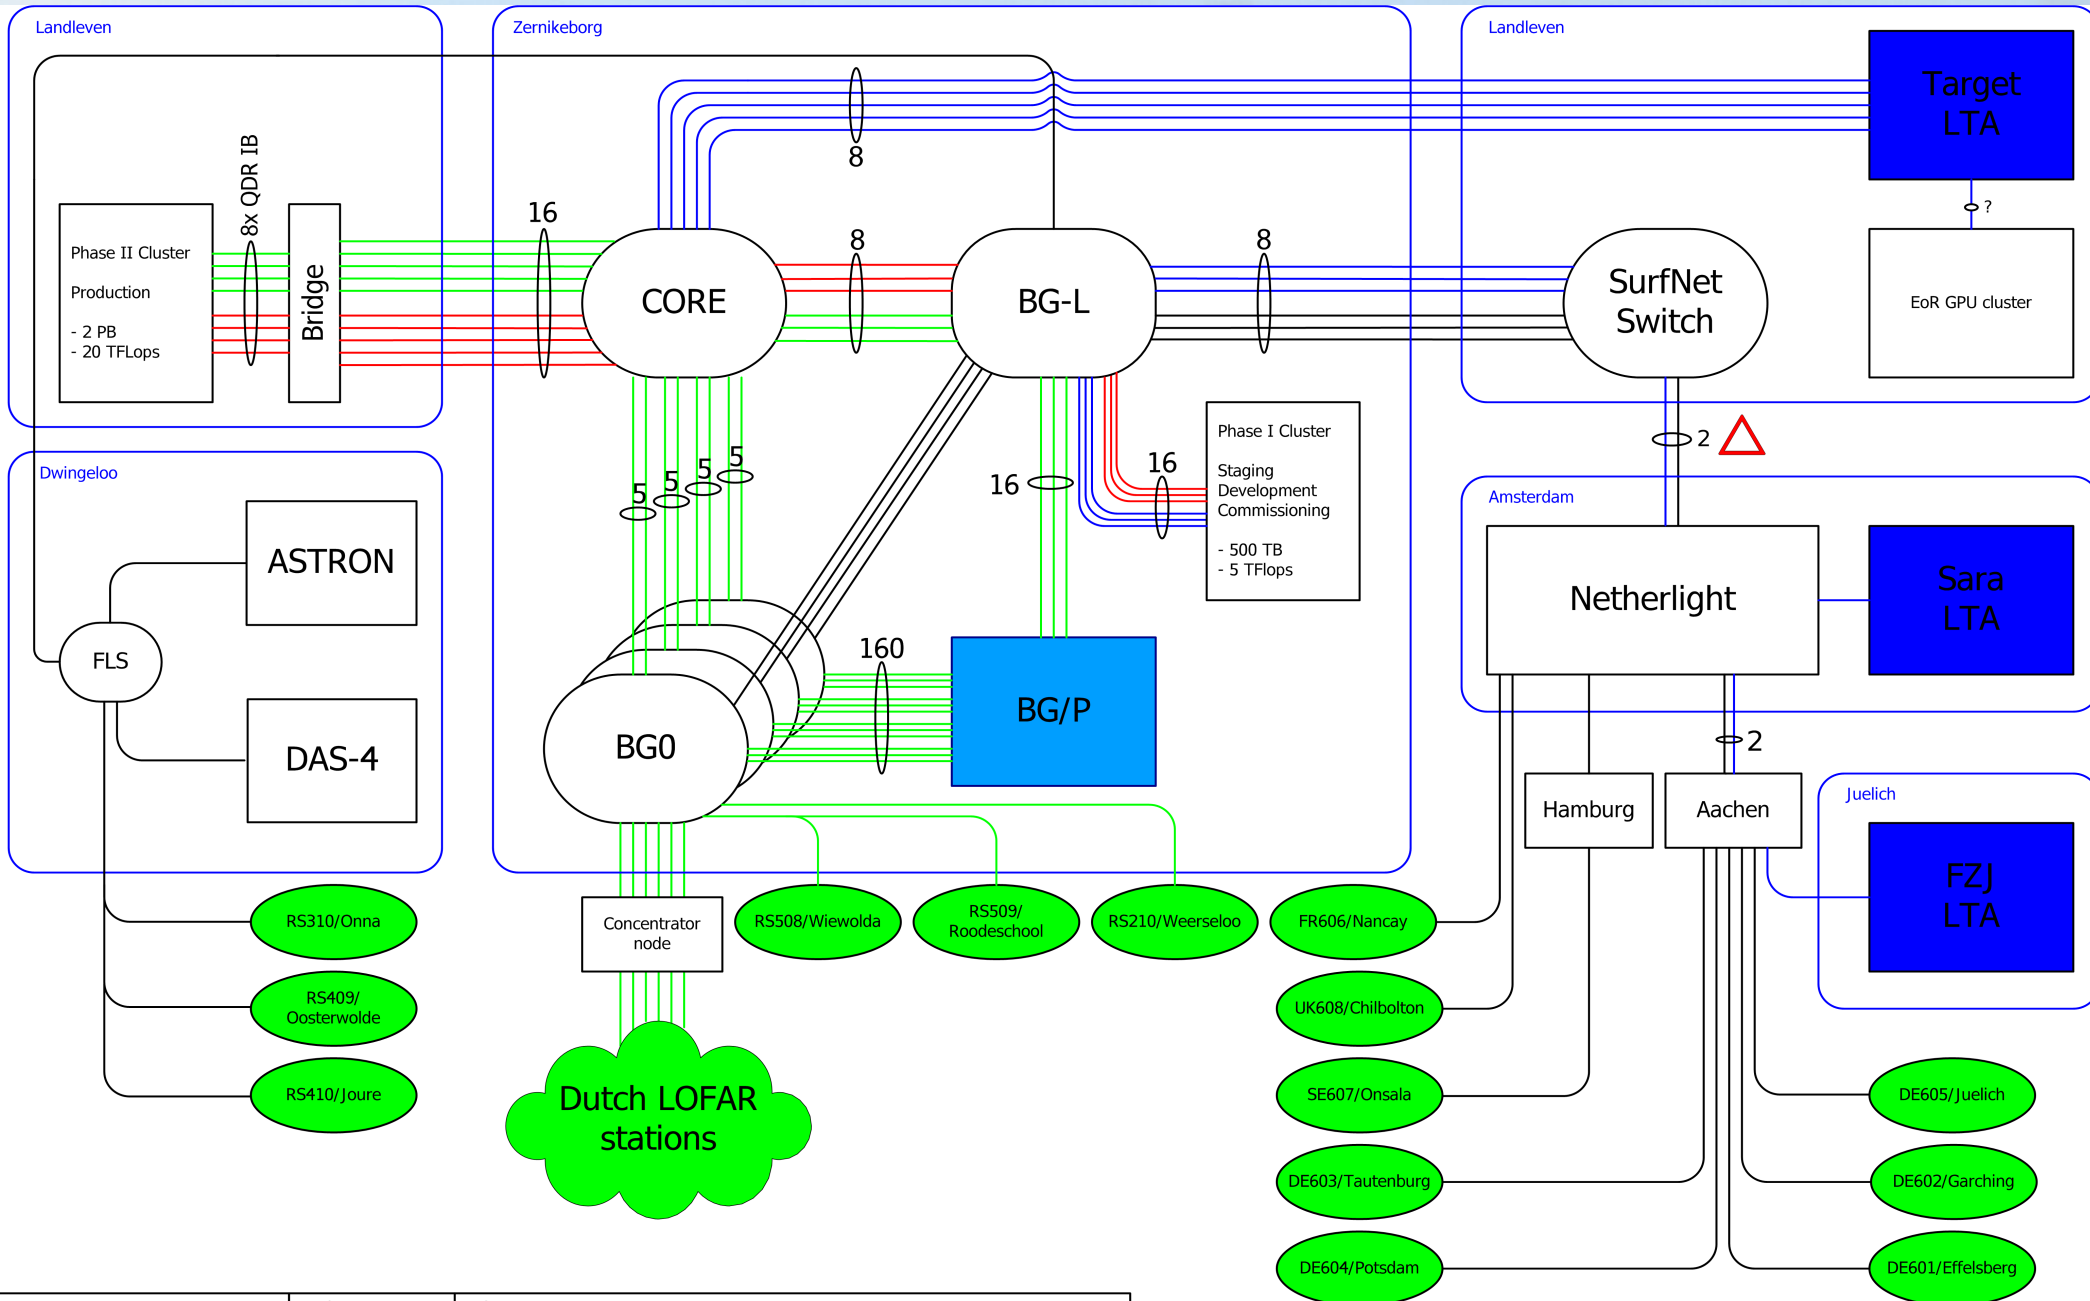 Landleven
Zernikeborg
Landleven
Target
LTA
8
8x QDR IB
?
16
8
8
Phase II Cluster
Production
- 2 PB
- 20 TFLops
Bridge
CORE
BG-L
SurfNet
Switch
EoR GPU cluster
2
Phase I Cluster
Staging
Development
Commissioning
- 500 TB
- 5 TFlops
16
16
5
5
5
5
Dwingeloo
Amsterdam
ASTRON
Netherlight
Sara
LTA
FLS
160
BG/P
BG0
DAS-4
2
Hamburg
Aachen
Juelich
FZJ
LTA
RS310/Onna
Concentrator
node
RS508/Wiewolda
RS509/
Roodeschool
RS210/Weerseloo
FR606/Nancay
RS409/
Oosterwolde
UK608/Chilbolton
RS410/Joure
Dutch LOFAR
stations
SE607/Onsala
DE605/Juelich
DE603/Tautenburg
DE602/Garching
DE604/Potsdam
DE601/Effelsberg